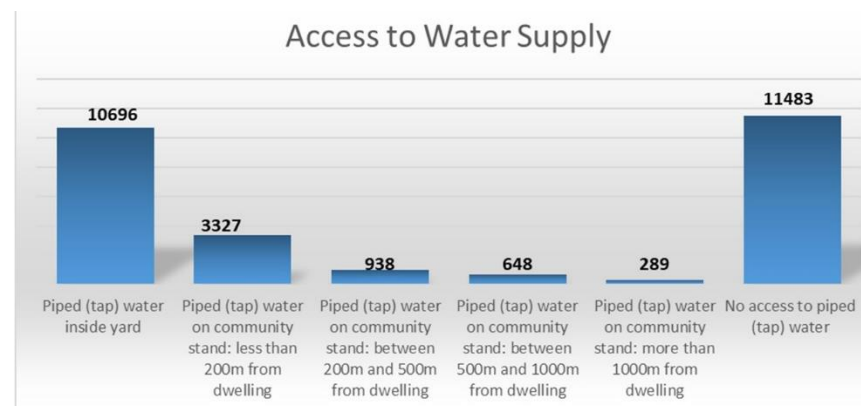 Access to Water Supply
10696
3327
938
648
289
11483
Piped (tap) water
inside yard
Piped (tap) water
on community
stand: less than
200m from
dwelling
Piped (tap) water
on community
stand: between
200m and 500m
from dwelling
Piped (tap) water
on community
stand: between
500m and 1000m
from dwelling
Piped (tap) water
on community
stand: more than
1000m from
dwelling
No access to piped
(tap) water